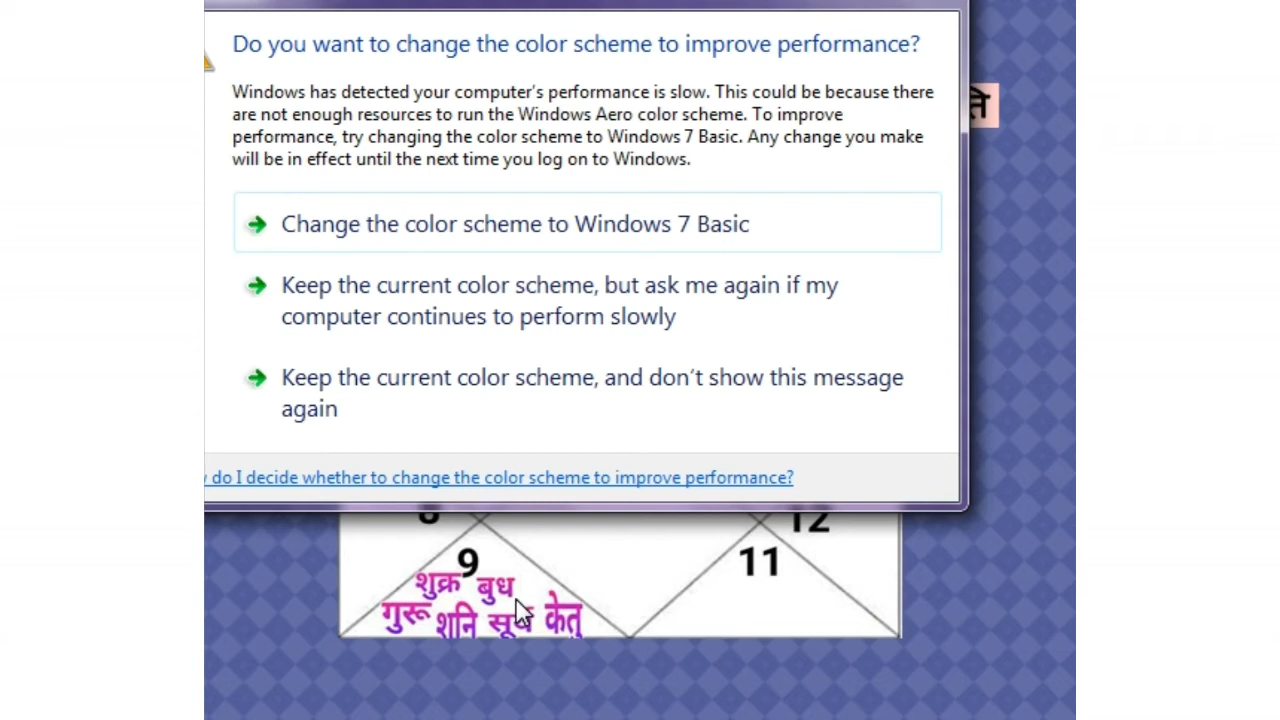 Do you want to change the color scheme to improve performance?
ते
Windows has detected your computer's performance is slow. This could be because there
are not enough resources to run the Windows Aero color scheme. To improve
performance, try changing the color scheme to Windows 7 Basic. Any change you make
will be in effect until the next time you log on to Windows.
Change the color scheme to Windows 7 Basic
Keep the current color scheme, but ask me again if my
computer continues to perform slowly
Keep the current color scheme, and don't show this message
again
do I decide whether to change the color scheme to improve performance?
12
9
11
शुक्र बुध
गुरू शनि सूर्य केतु